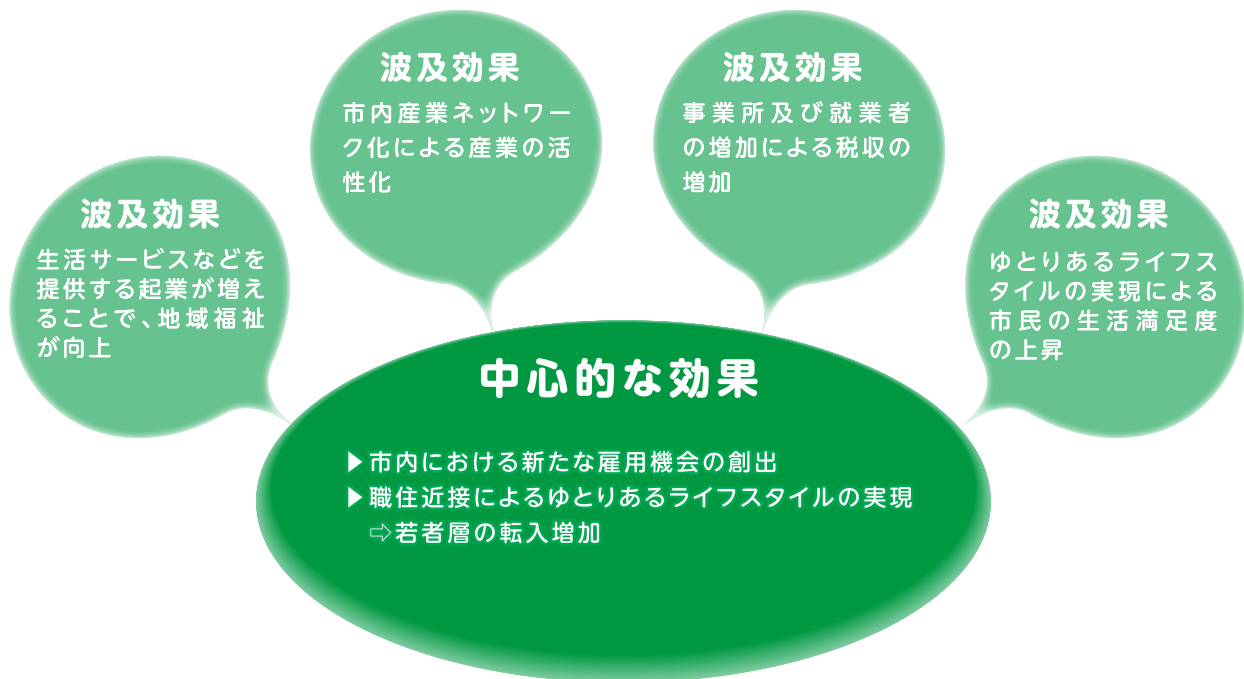 波及効果
市内産業ネットワー
ク化による産業の活
性化
波及効果
事業所及び就業者
の増加による税収の
増加
波及効果
生活サービスなどを
提供する起業が増え
ることで、地域福祉
が向上
波及効果
ゆとりあるライフス
タイルの実現による
市民の生活満足度
の上昇
中心的な効果
▶市内における新たな雇用機会の創出
▶職住近接によるゆとりあるライフスタイルの実現
⇨若者層の転入増加